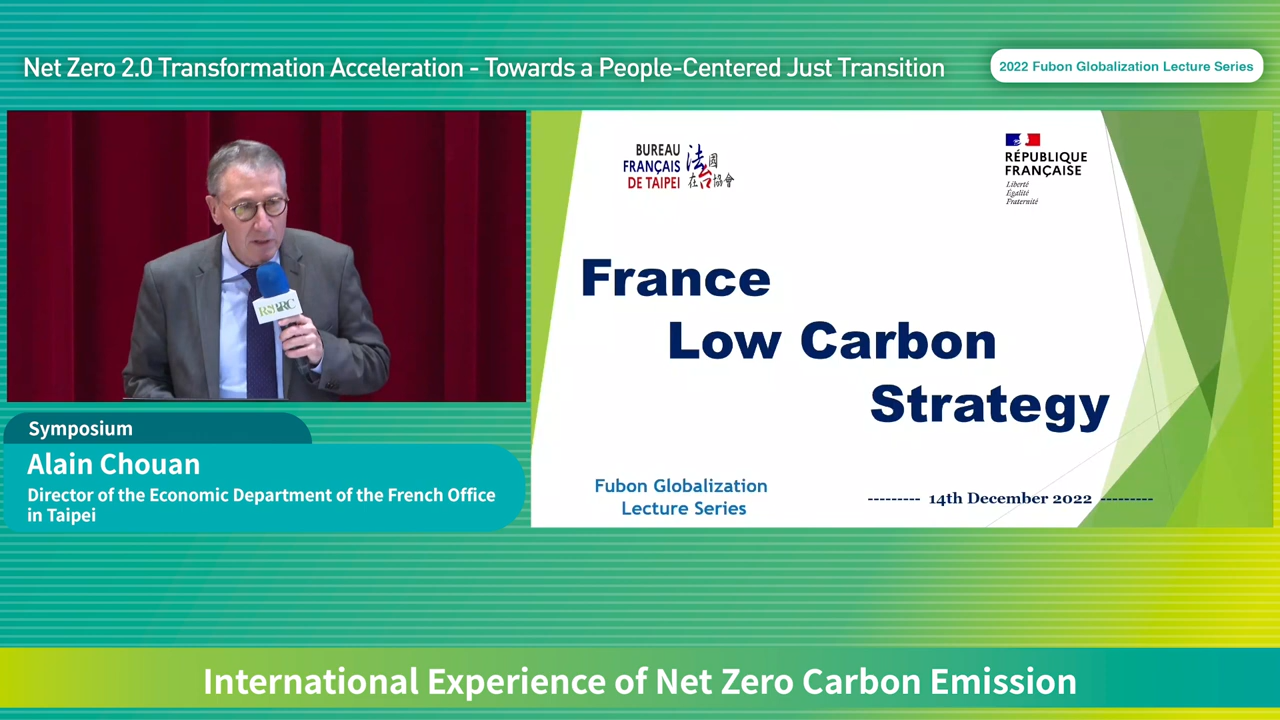 Net Zero 2.0 Transformation Acceleration - Towards a People-Centered Just Transition
2022 Fubon Globalization Lecture Series
BUREAU
FRANÇAIS
DE TAIPEI
法國
在台協會
RÉPUBLIQUE
FRANÇAISE
Liberté
Égalité
Fraternité
France
Low Carbon
Strategy
Fubon Globalization
Lecture Series
--------- 14th December 2022 ---------
Symposium
Alain Chouan
Director of the Economic Department of the French Office
in Taipei
International Experience of Net Zero Carbon Emission